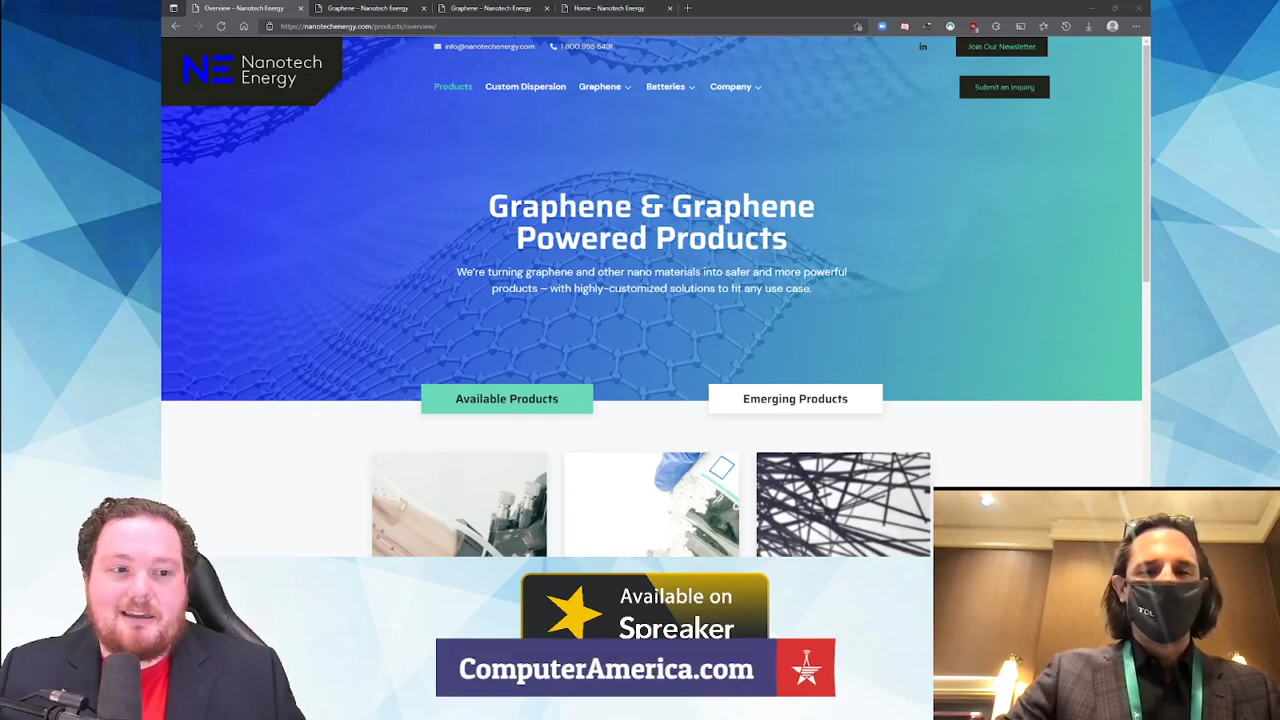 Overview – Nanotech Energy
Graphene – Nanotech Energy
Graphene – Nanotech Energy
Home – Nanotech Energy
https://nanotechenergy.com/products/overview/
info@nanotechenergy.com
1 800 995 5491
Join Our Newsletter
NE Nanotech
Energy
Products
Custom Dispersion
Graphene
Batteries
Company
Submit an Inquiry
Graphene & Graphene
Powered Products
We're turning graphene and other nano materials into safer and more powerful
products – with highly-customized solutions to fit any use case.
Available Products
Emerging Products
TCL
Available on
Spreaker
ComputerAmerica.com